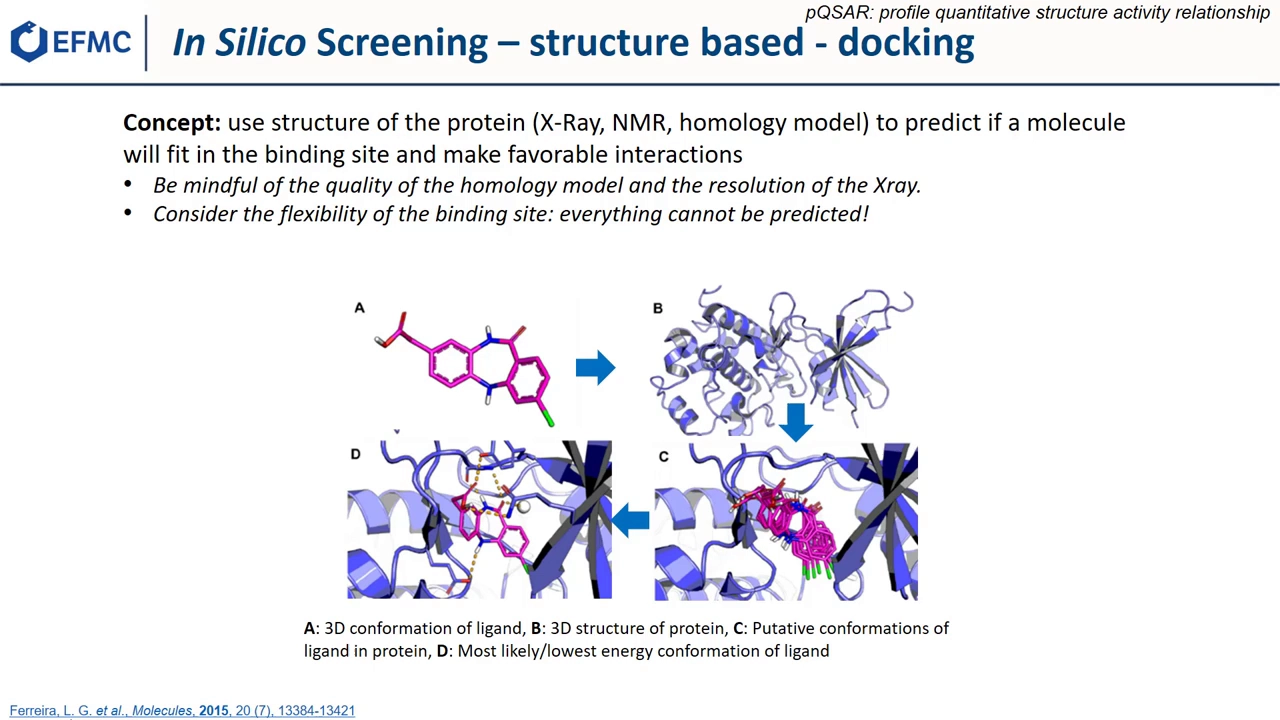 pQSAR: profile quantitative structure activity relationship
EFMC
In Silico Screening – structure based - docking
Concept: use structure of the protein (X-Ray, NMR, homology model) to predict if a molecule
will fit in the binding site and make favorable interactions
• Be mindful of the quality of the homology model and the resolution of the Xray.
• Consider the flexibility of the binding site: everything cannot be predicted!
A
B
D
C
A: 3D conformation of ligand, B: 3D structure of protein, C: Putative conformations of
ligand in protein, D: Most likely/lowest energy conformation of ligand
Ferreira, L. G. et al., Molecules, 2015, 20 (7), 13384-13421